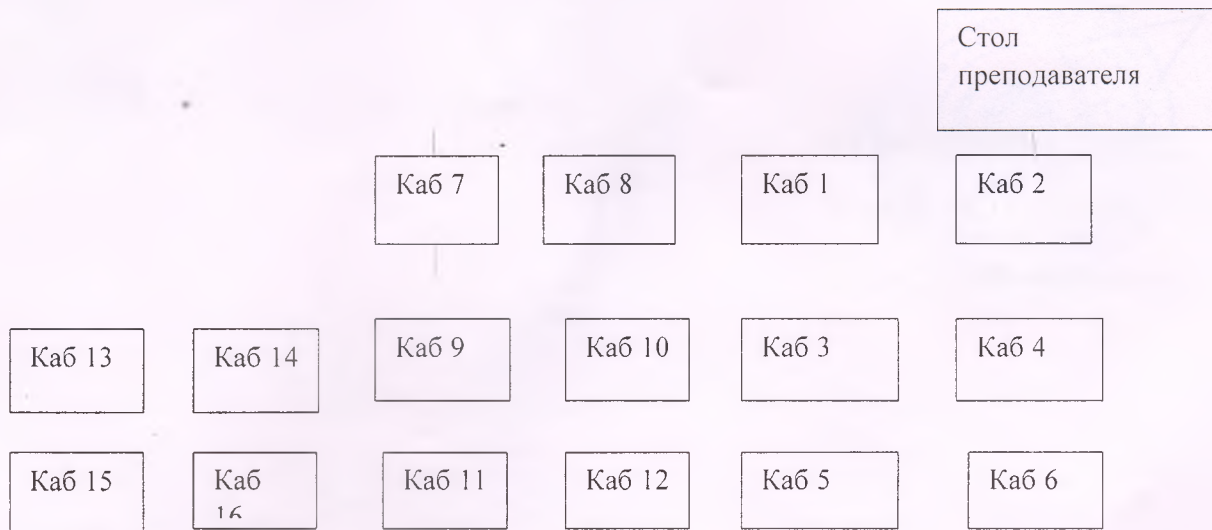 Стол
преподавателя
Каб 7
Каб 8
Каб 1
Каб 2
Каб 13
Каб 14
Каб 9
Каб 10
Каб 3
Каб 4
Каб 15
Каб
16
Каб 11
Каб 12
Каб 5
Каб 6